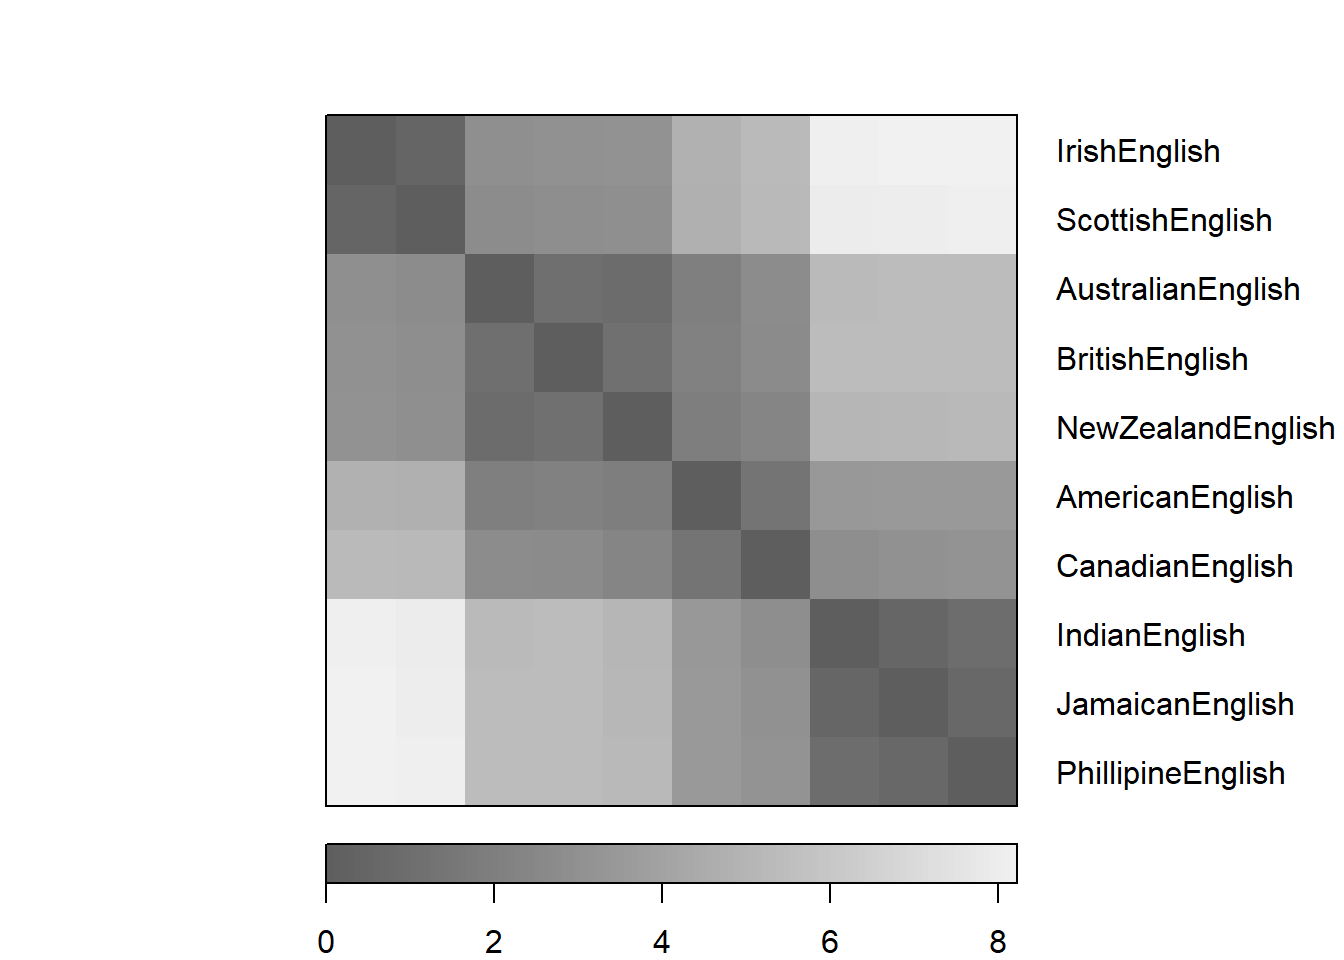 IrishEnglish
ScottishEnglish
AustralianEnglish
BritishEnglish
NewZealandEnglish
AmericanEnglish
CanadianEnglish
IndianEnglish
JamaicanEnglish
PhillipineEnglish
0 2 4 6 8